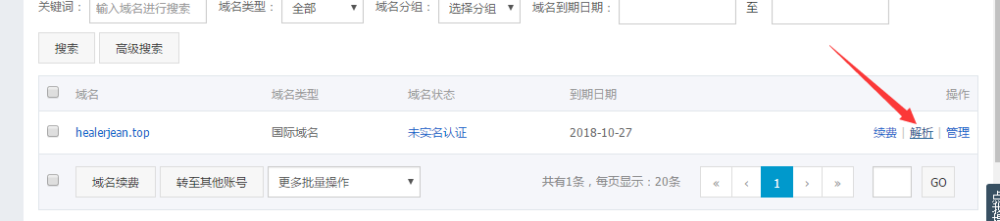 关键词： 输入域名进行搜索 域名类型： 全部 域名分组： 选择分组 域名到期日期： 至
搜索 高级搜索
域名 域名类型 域名状态 到期日期 操作
healerjean.top 国际域名 未实名认证 2018-10-27 续费 | 解析 | 管理
域名续费 转至其他账号 更多批量操作 共有1条，每页显示：20条 « ‹ 1 › » GO